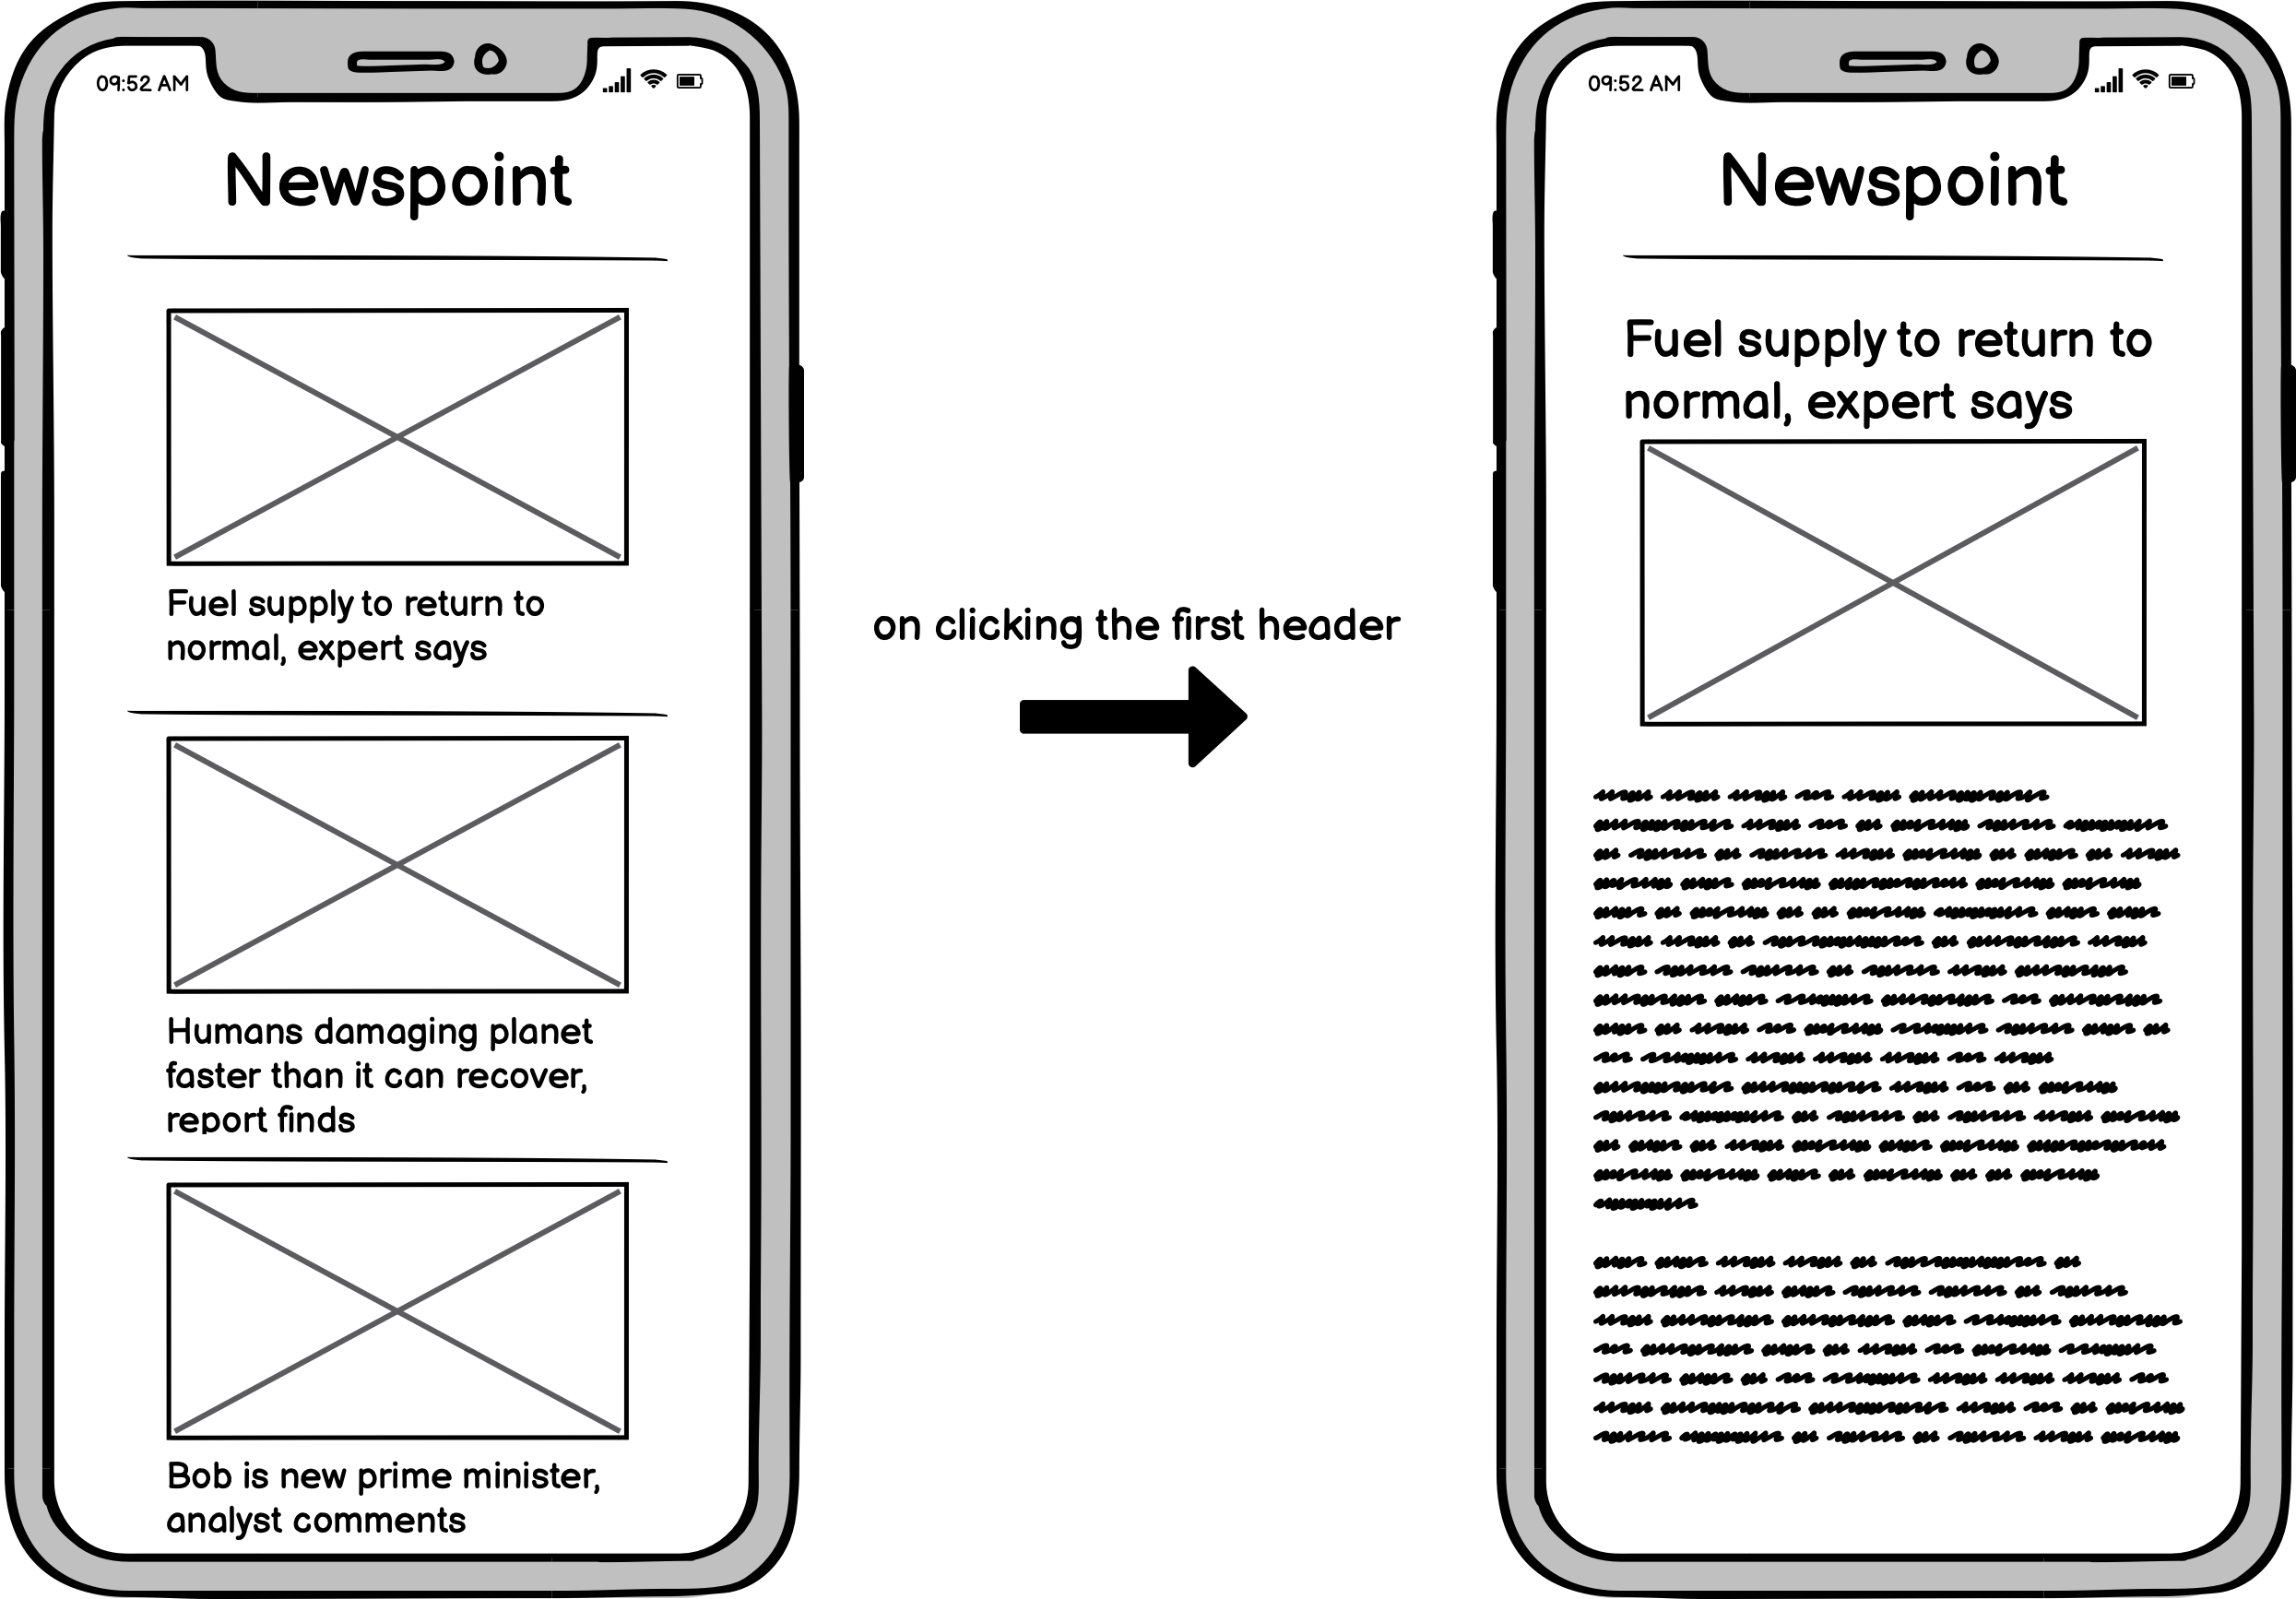 09:52 AM
Newspoint
Fuel supply to return to
normal, expert says
Humans damaging planet
faster than it can recover,
report finds
Bob is new prime minister,
analyst comments
on clicking the first header
09:52 AM
Newspoint
Fuel supply to return to
normal, expert says